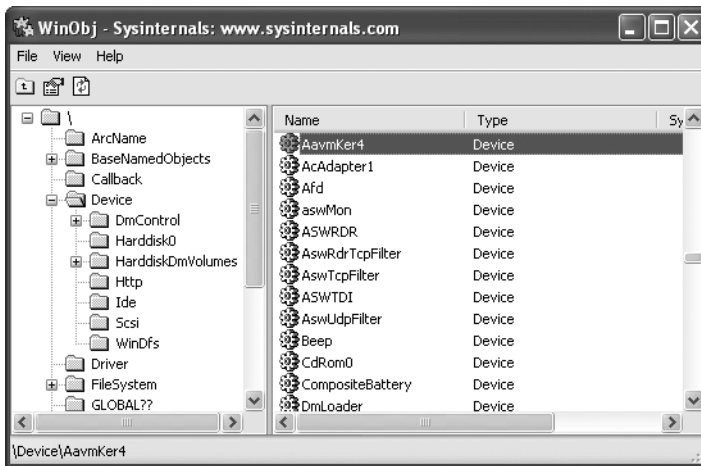 WinObj - Sysinternals: www.sysinternals.com
File View Help
\
ArcName
BaseNamedObjects
Callback
Device
DmControl
Harddisk0
HarddiskDmVolumes
Http
Ide
Scsi
WinDfs
Driver
FileSystem
GLOBAL??
Name Type Sy
AavmKer4 Device
AcAdapter1 Device
Afd Device
aswMon Device
ASWRDR Device
AswRdrTcpFilter Device
AswTcpFilter Device
ASWTDI Device
AswUdpFilter Device
Beep Device
CdRom0 Device
CompositeBattery Device
DmLoader Device
\Device\AavmKer4